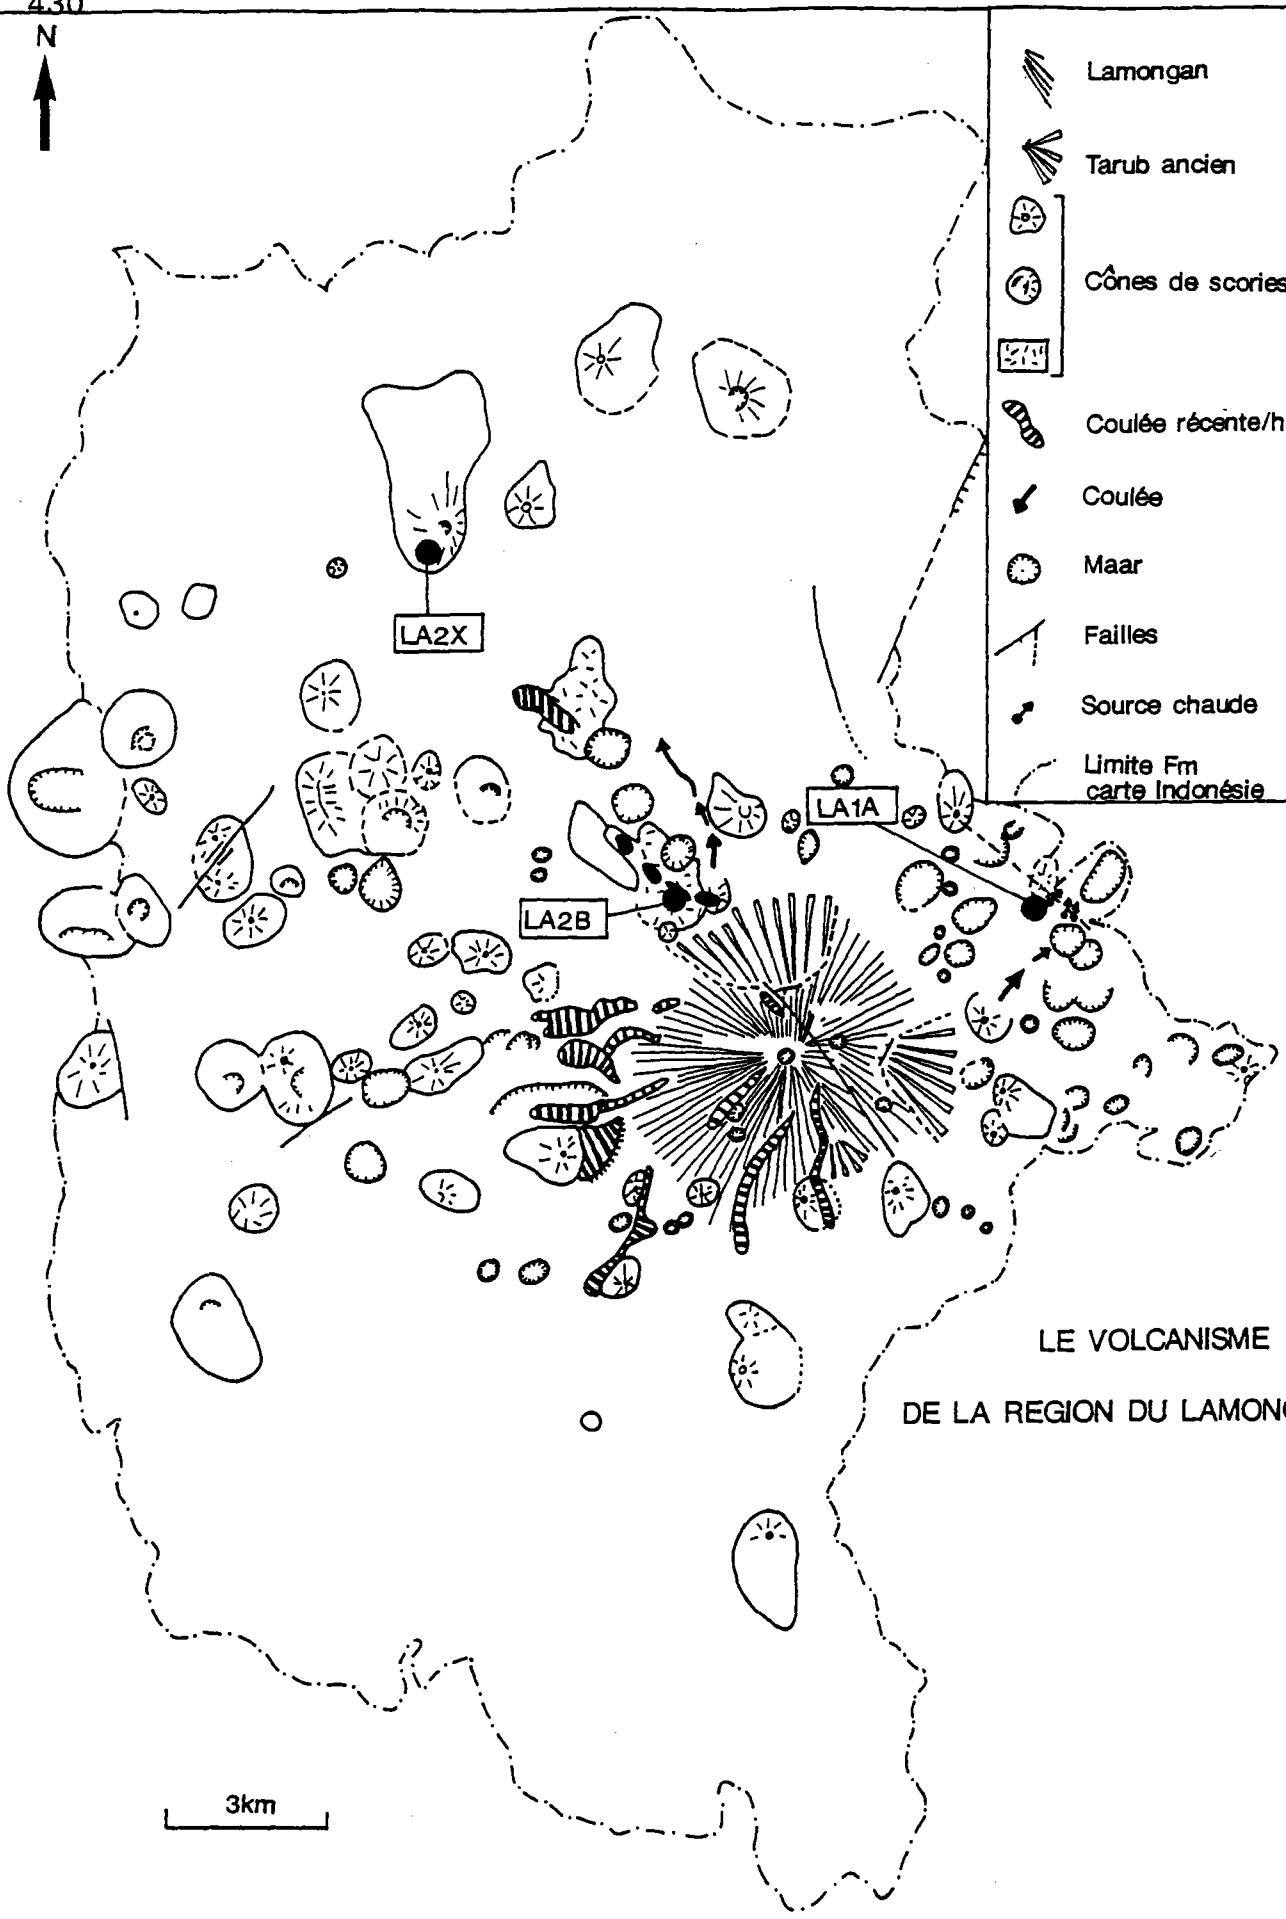 430
N
Lamongan
Tarub ancien
Cônes de scories
Coulée récente/h
Coulée
Maar
Failles
Source chaude
Limite Fm
carte Indonésie
LA2X
LA1A
LA2B
LE VOLCANISME
DE LA REGION DU LAMON
3km